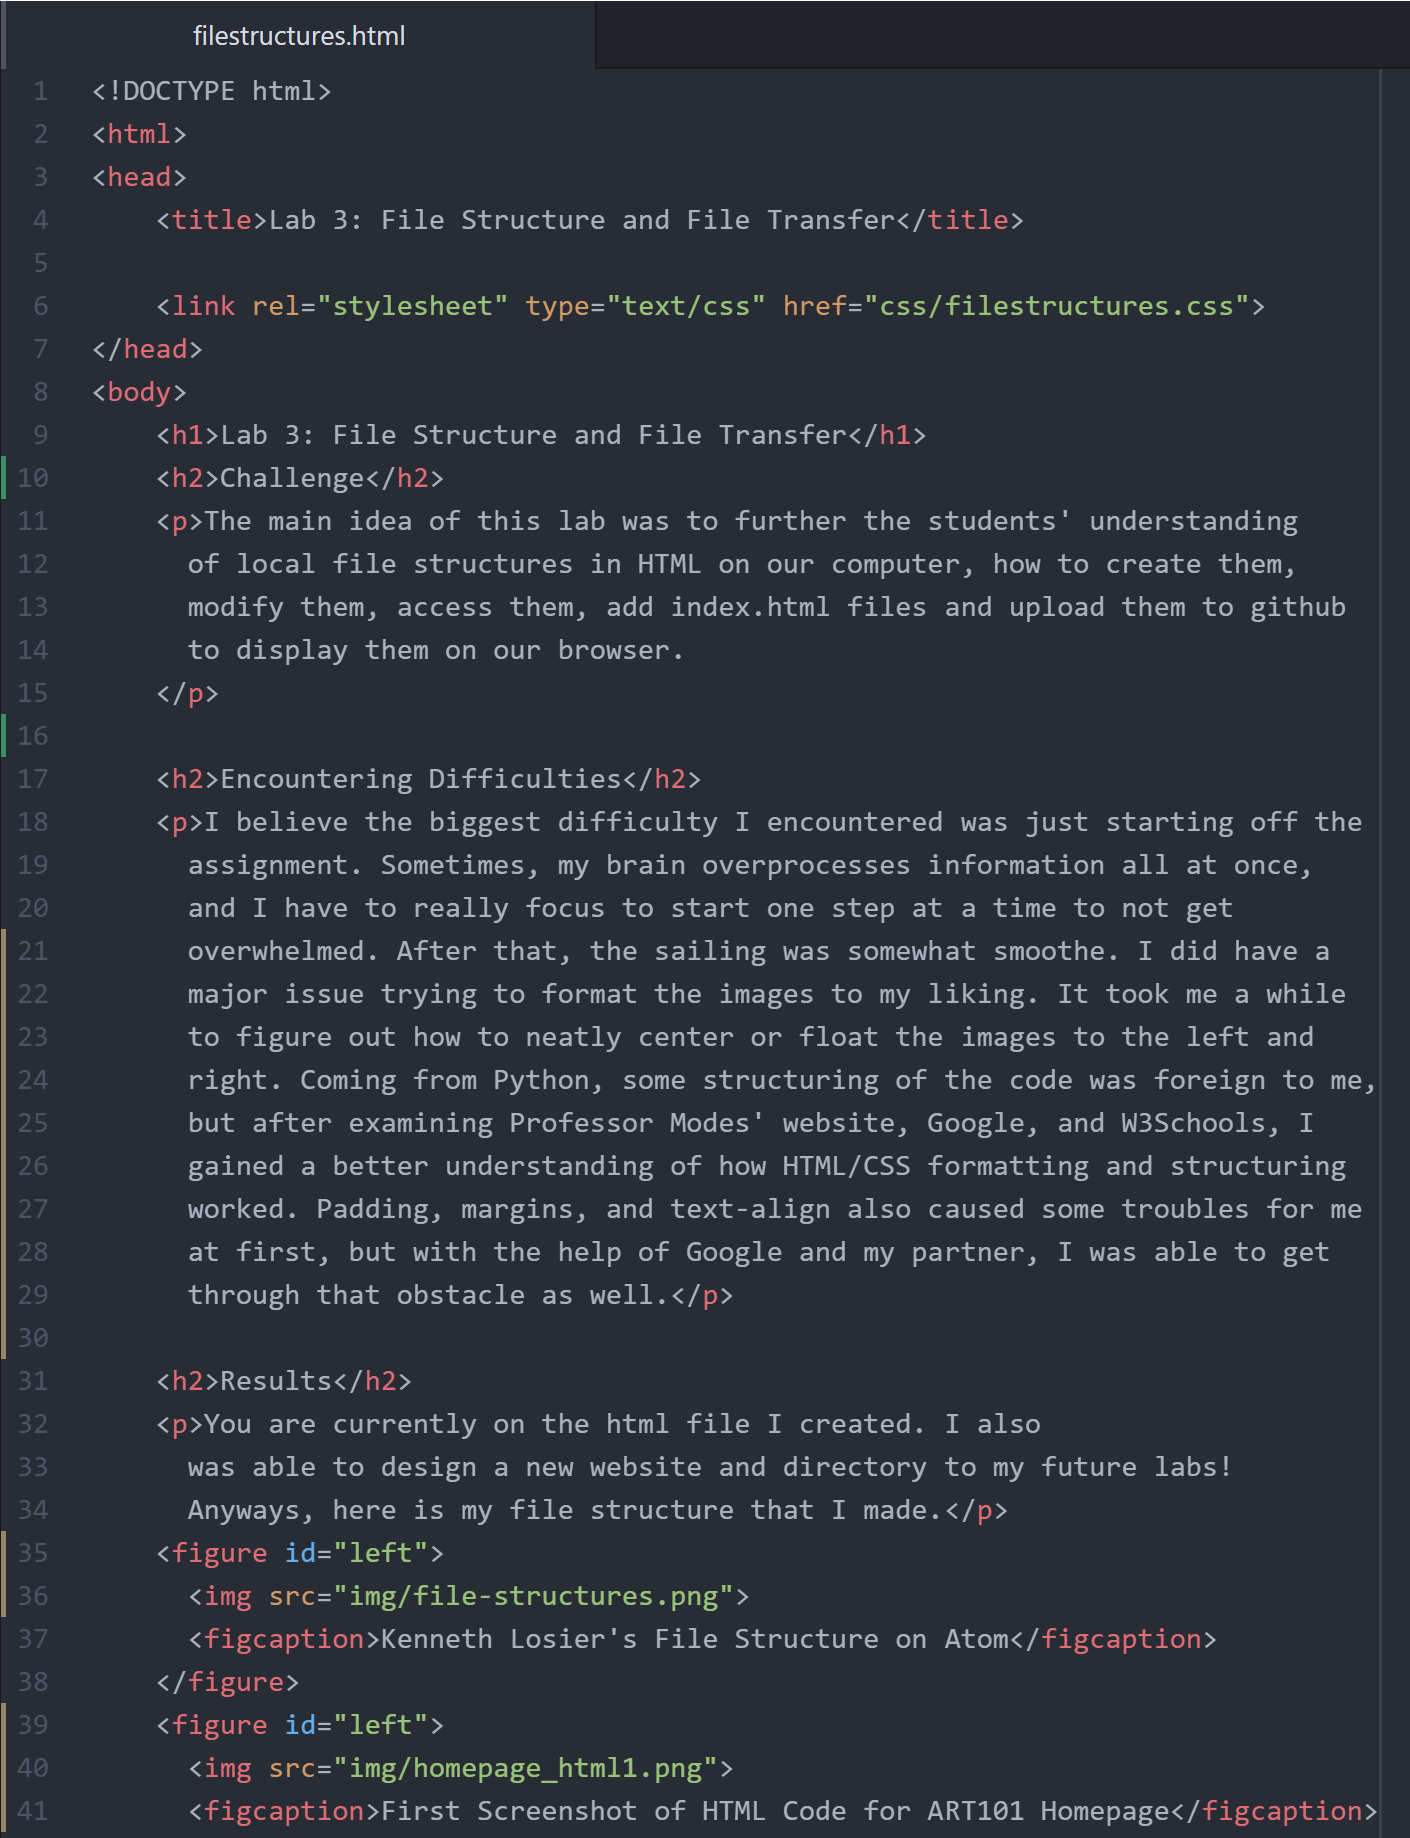 filestructures.html
1 <!DOCTYPE html>
2 <html>
3 <head>
4 <title>Lab 3: File Structure and File Transfer</title>
5
6 <link rel="stylesheet" type="text/css" href="css/filestructures.css">
7 </head>
8 <body>
9 <h1>Lab 3: File Structure and File Transfer</h1>
10 <h2>Challenge</h2>
11 <p>The main idea of this lab was to further the students' understanding
12 of local file structures in HTML on our computer, how to create them,
13 modify them, access them, add index.html files and upload them to github
14 to display them on our browser.
15 </p>
16
17 <h2>Encountering Difficulties</h2>
18 <p>I believe the biggest difficulty I encountered was just starting off the
19 assignment. Sometimes, my brain overprocesses information all at once,
20 and I have to really focus to start one step at a time to not get
21 overwhelmed. After that, the sailing was somewhat smoothe. I did have a
22 major issue trying to format the images to my liking. It took me a while
23 to figure out how to neatly center or float the images to the left and
24 right. Coming from Python, some structuring of the code was foreign to me,
25 but after examining Professor Modes' website, Google, and W3Schools, I
26 gained a better understanding of how HTML/CSS formatting and structuring
27 worked. Padding, margins, and text-align also caused some troubles for me
28 at first, but with the help of Google and my partner, I was able to get
29 through that obstacle as well.</p>
30
31 <h2>Results</h2>
32 <p>You are currently on the html file I created. I also
33 was able to design a new website and directory to my future labs!
34 Anyways, here is my file structure that I made.</p>
35 <figure id="left">
36 <img src="img/file-structures.png">
37 <figcaption>Kenneth Losier's File Structure on Atom</figcaption>
38 </figure>
39 <figure id="left">
40 <img src="img/homepage_html1.png">
41 <figcaption>First Screenshot of HTML Code for ART101 Homepage</figcaption>